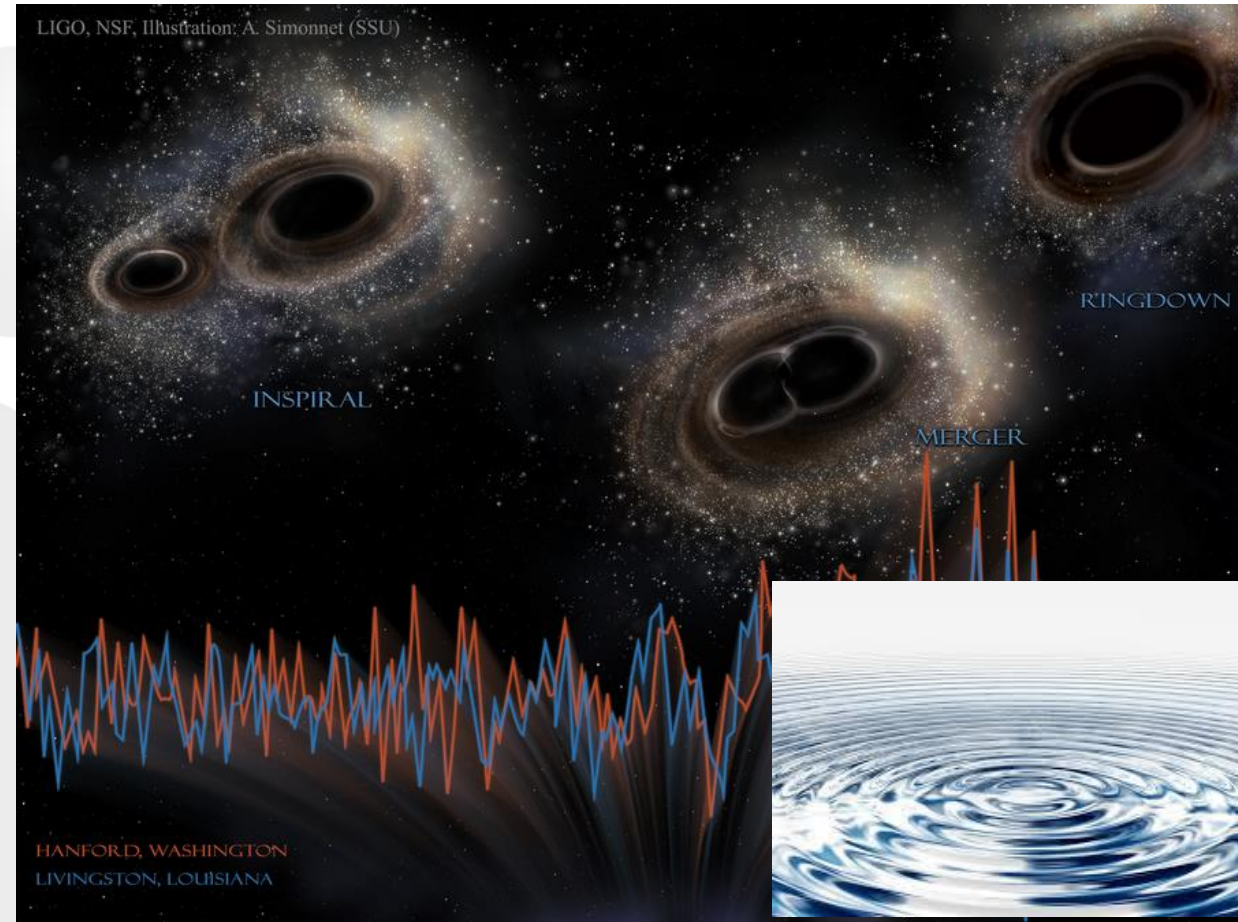 LIGO, NSF, Illustration: A. Simonnet (SSU)
RINGDOWN
INSPIRAL
MERGER
HANFORD, WASHINGTON
LIVINGSTON, LOUISIANA